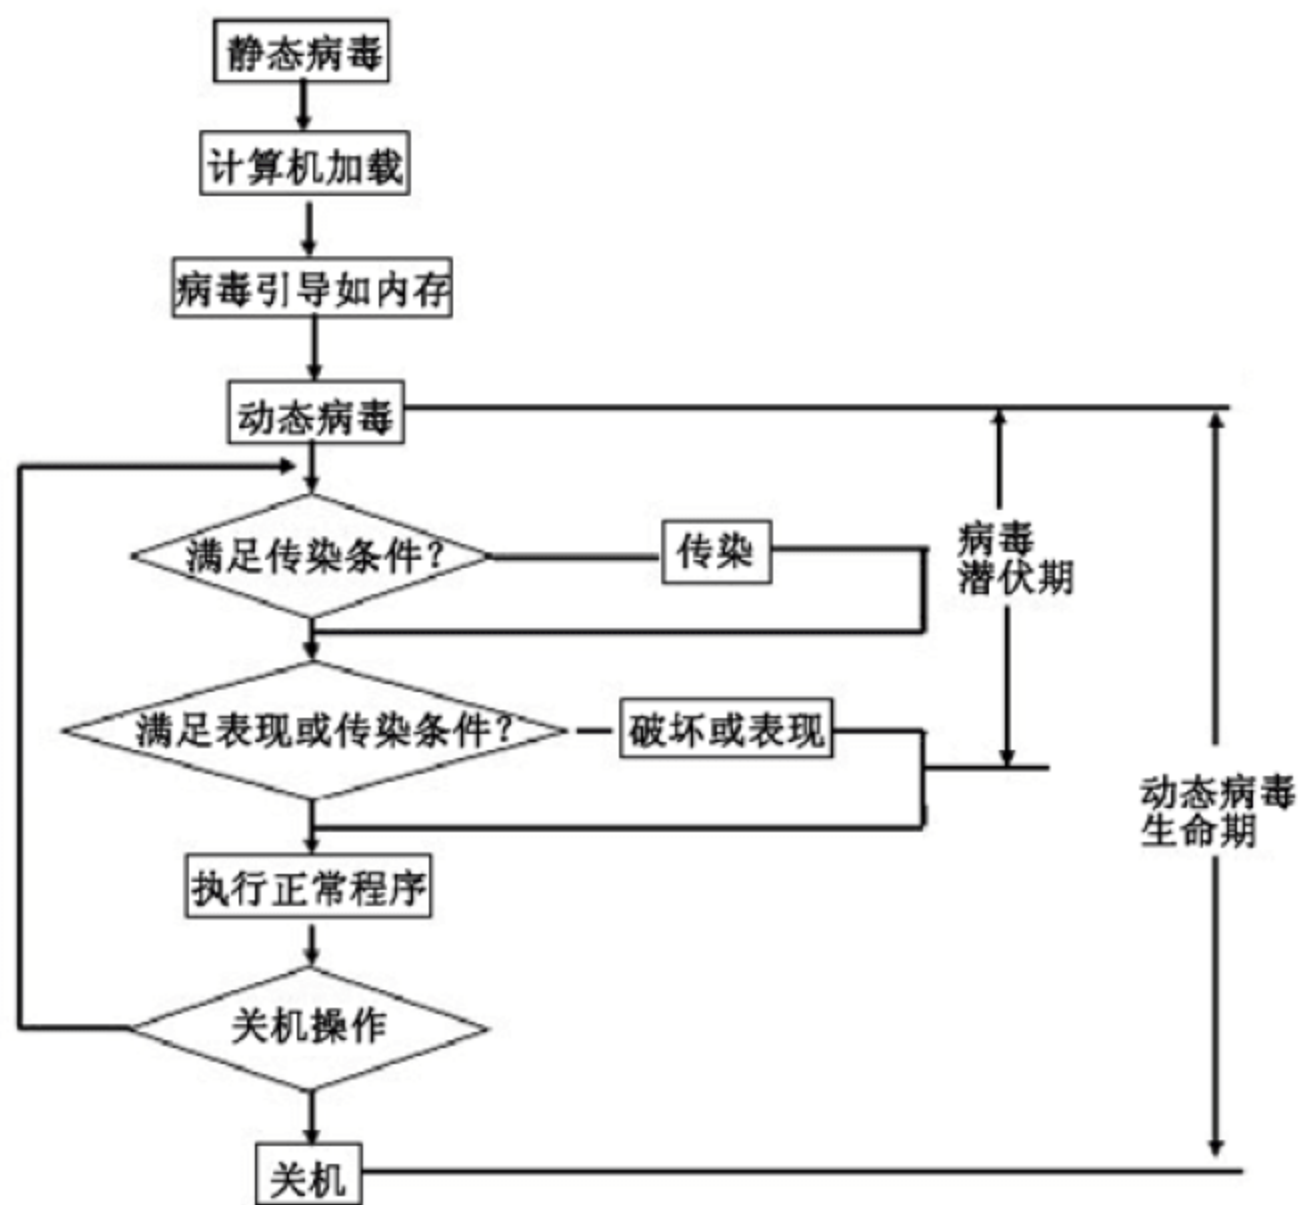 静态病毒
计算机加载
病毒引导如内存
动态病毒
满足传染条件？
传染
病毒
潜伏期
满足表现或传染条件？
破坏或表现
动态病毒
生命期
执行正常程序
关机操作
关机